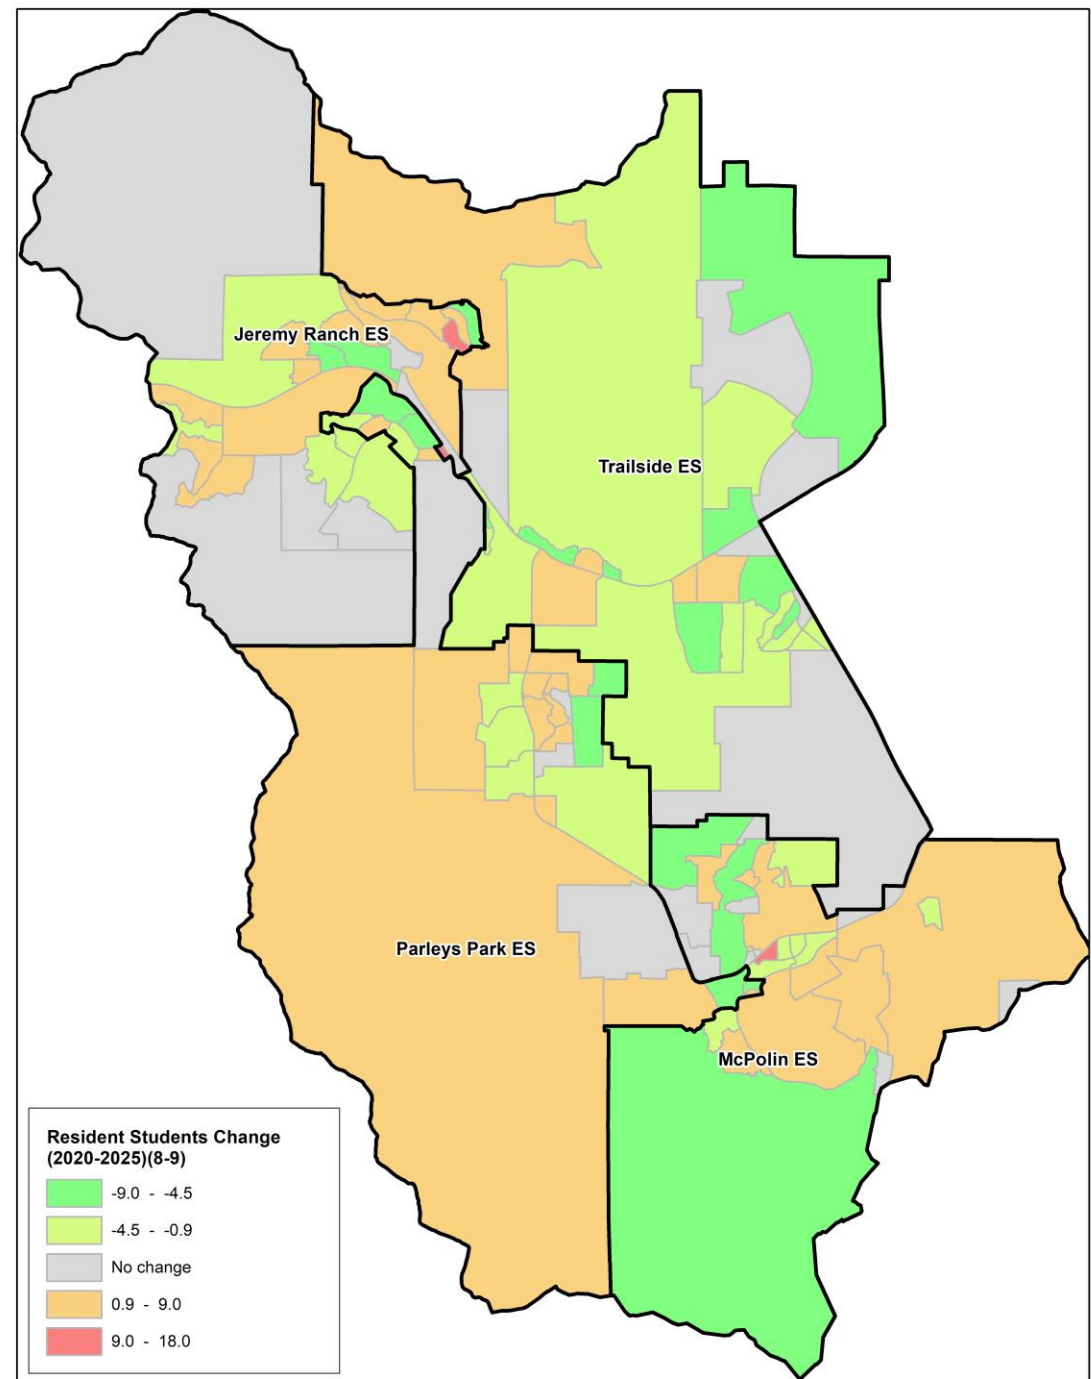 Jeremy Ranch ES
Trailside ES
Parleys Park ES
McPolin ES
Resident Students Change
(2020-2025)(8-9)
-9.0 - -4.5
-4.5 - -0.9
No change
0.9 - 9.0
9.0 - 18.0